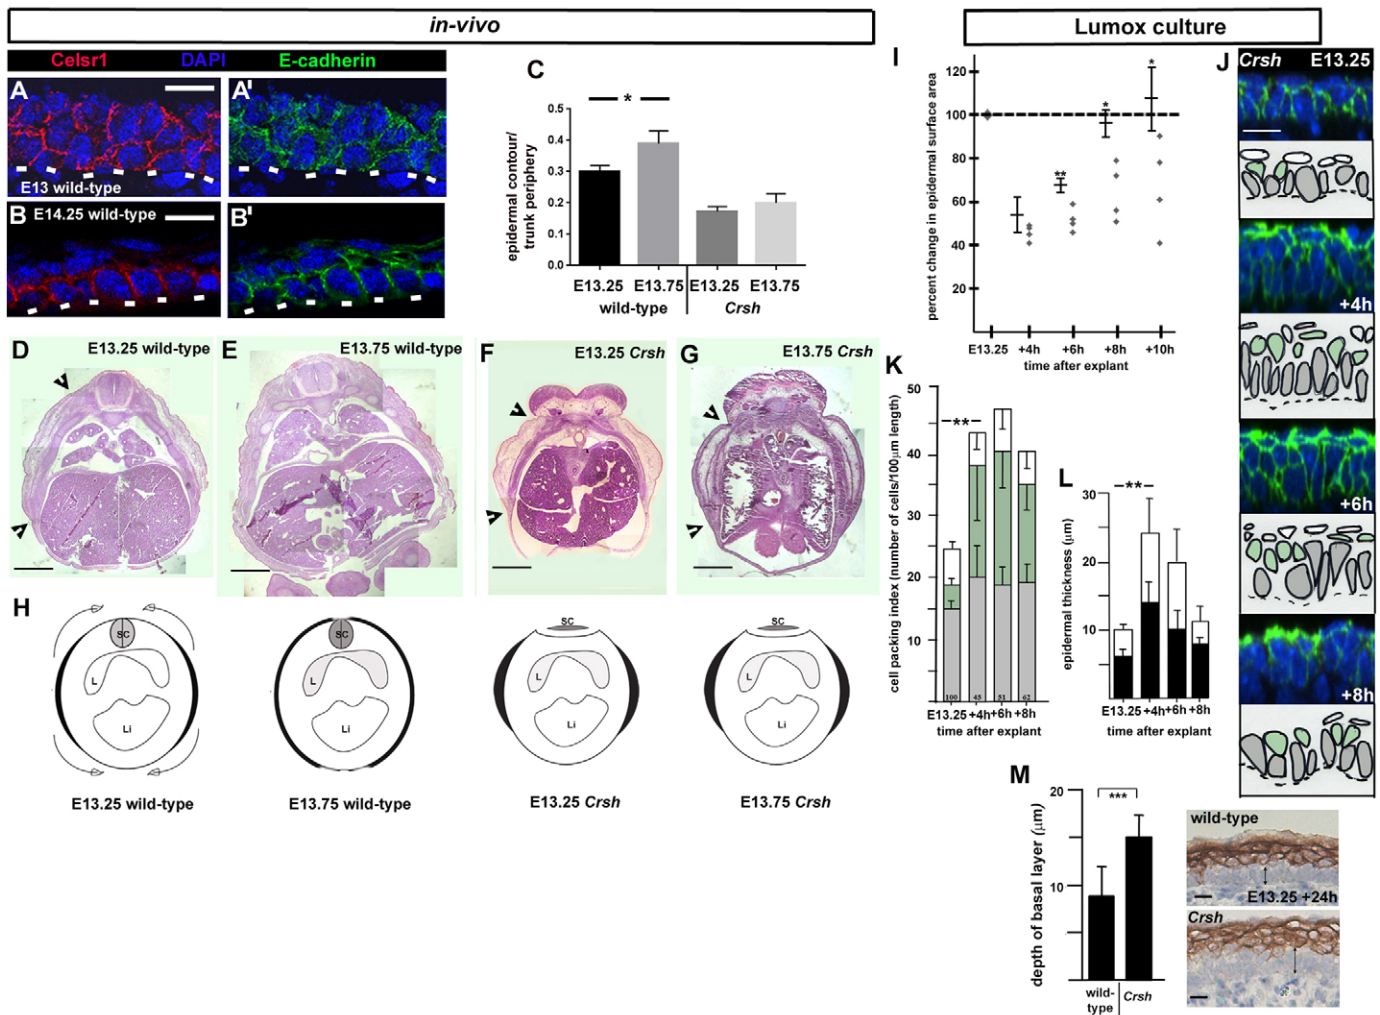 in-vivo
Lumox culture
Celsr1 DAPI E-cadherin
A
E13 wild-type
A'
B E14.25 wild-type
B'
C
epidermal contour/
trunk periphery
0.5
0.4
0.3
0.2
0.1
0.0
*
E13.25 E13.75 E13.25 E13.75
wild-type Crsh
D E13.25 wild-type
E E13.75 wild-type
F E13.25 Crsh
G E13.75 Crsh
H
SC
L
Li
E13.25 wild-type
SC
L
Li
E13.75 wild-type
SC
L
Li
E13.25 Crsh
SC
L
Li
E13.75 Crsh
I
percent change in epidermal surface area
120
100
80
60
40
20
**
*
*
E13.25 +4h +6h +8h +10h
time after explant
J
Crsh E13.25
+4h
+6h
+8h
K
cell packing index (number of cells/100µm length)
50
40
30
20
10
**
100 45 51 62
E13.25 +4h +6h +8h
time after explant
L
epidermal thickness (µm)
30
20
10
**
E13.25 +4h +6h +8h
time after explant
M
depth of basal layer (µm)
20
10
***
wild-
type
Crsh
wild-type
E13.25 +24h
Crsh